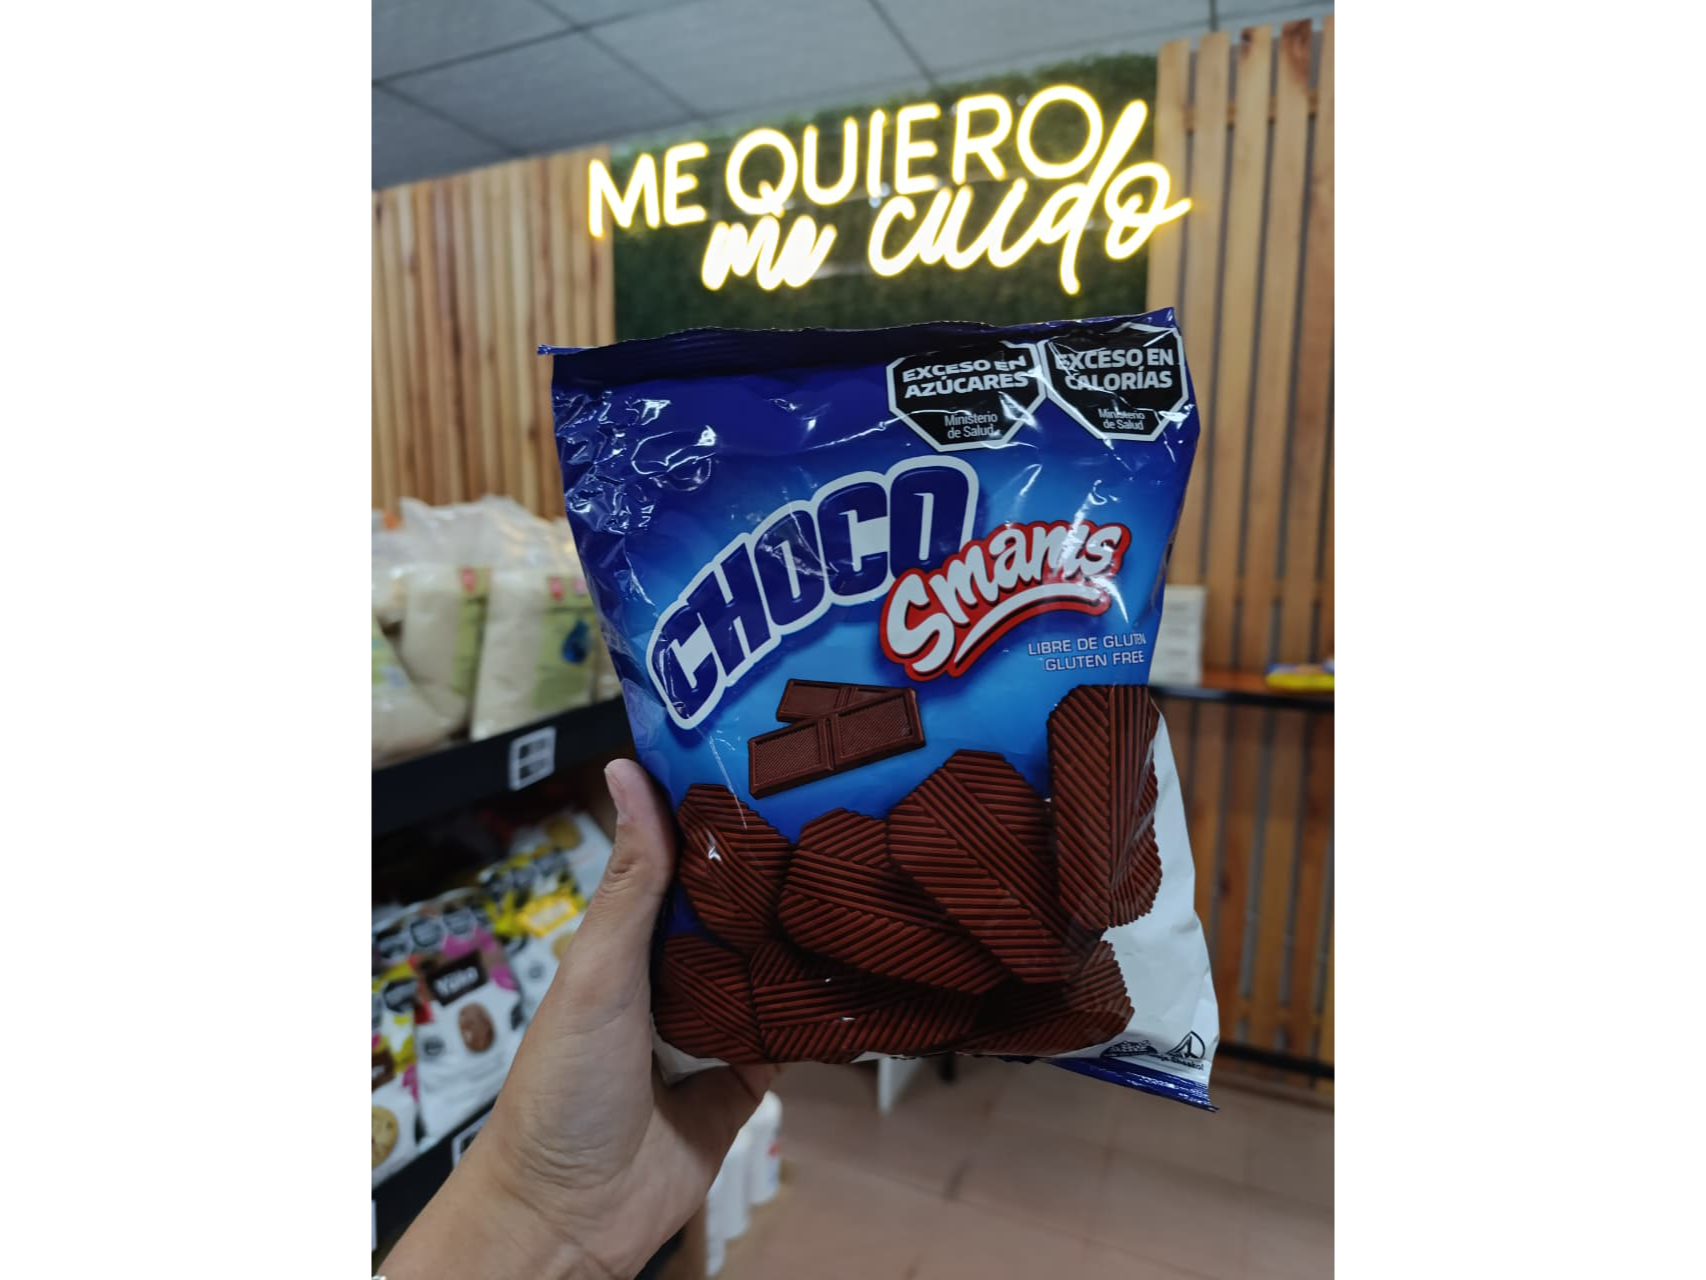 ME QUIERO
me cuido
EXCESO EN
AZÚCARES
Ministerio
de Salud
EXCESO EN
CALORÍAS
Ministerio
de Salud
CHOCO
Smams
LIBRE DE GLUTEN
GLUTEN FREE